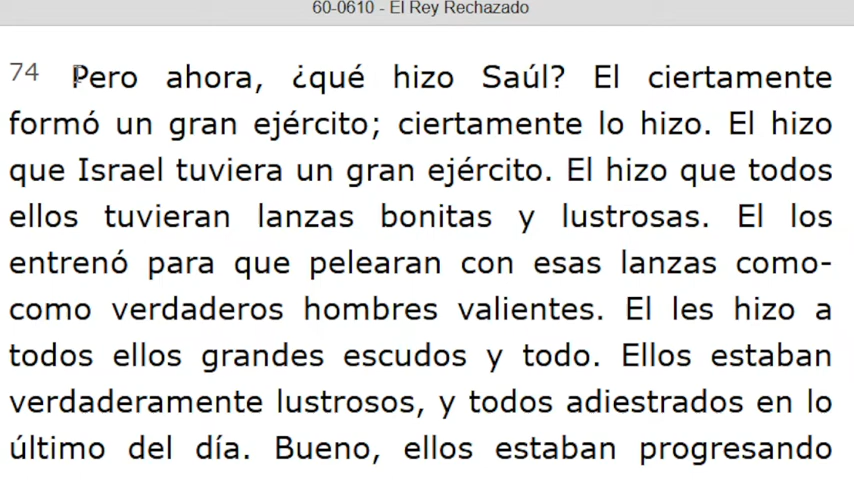 60-0610 - El Rey Rechazado
74 Pero ahora, ¿qué hizo Saúl? El ciertamente
formó un gran ejército; ciertamente lo hizo. El hizo
que Israel tuviera un gran ejército. El hizo que todos
ellos tuvieran lanzas bonitas y lustrosas. El los
entrenó para que pelearan con esas lanzas como-
como verdaderos hombres valientes. El les hizo a
todos ellos grandes escudos y todo. Ellos estaban
verdaderamente lustrosos, y todos adiestrados en lo
último del día. Bueno, ellos estaban progresando